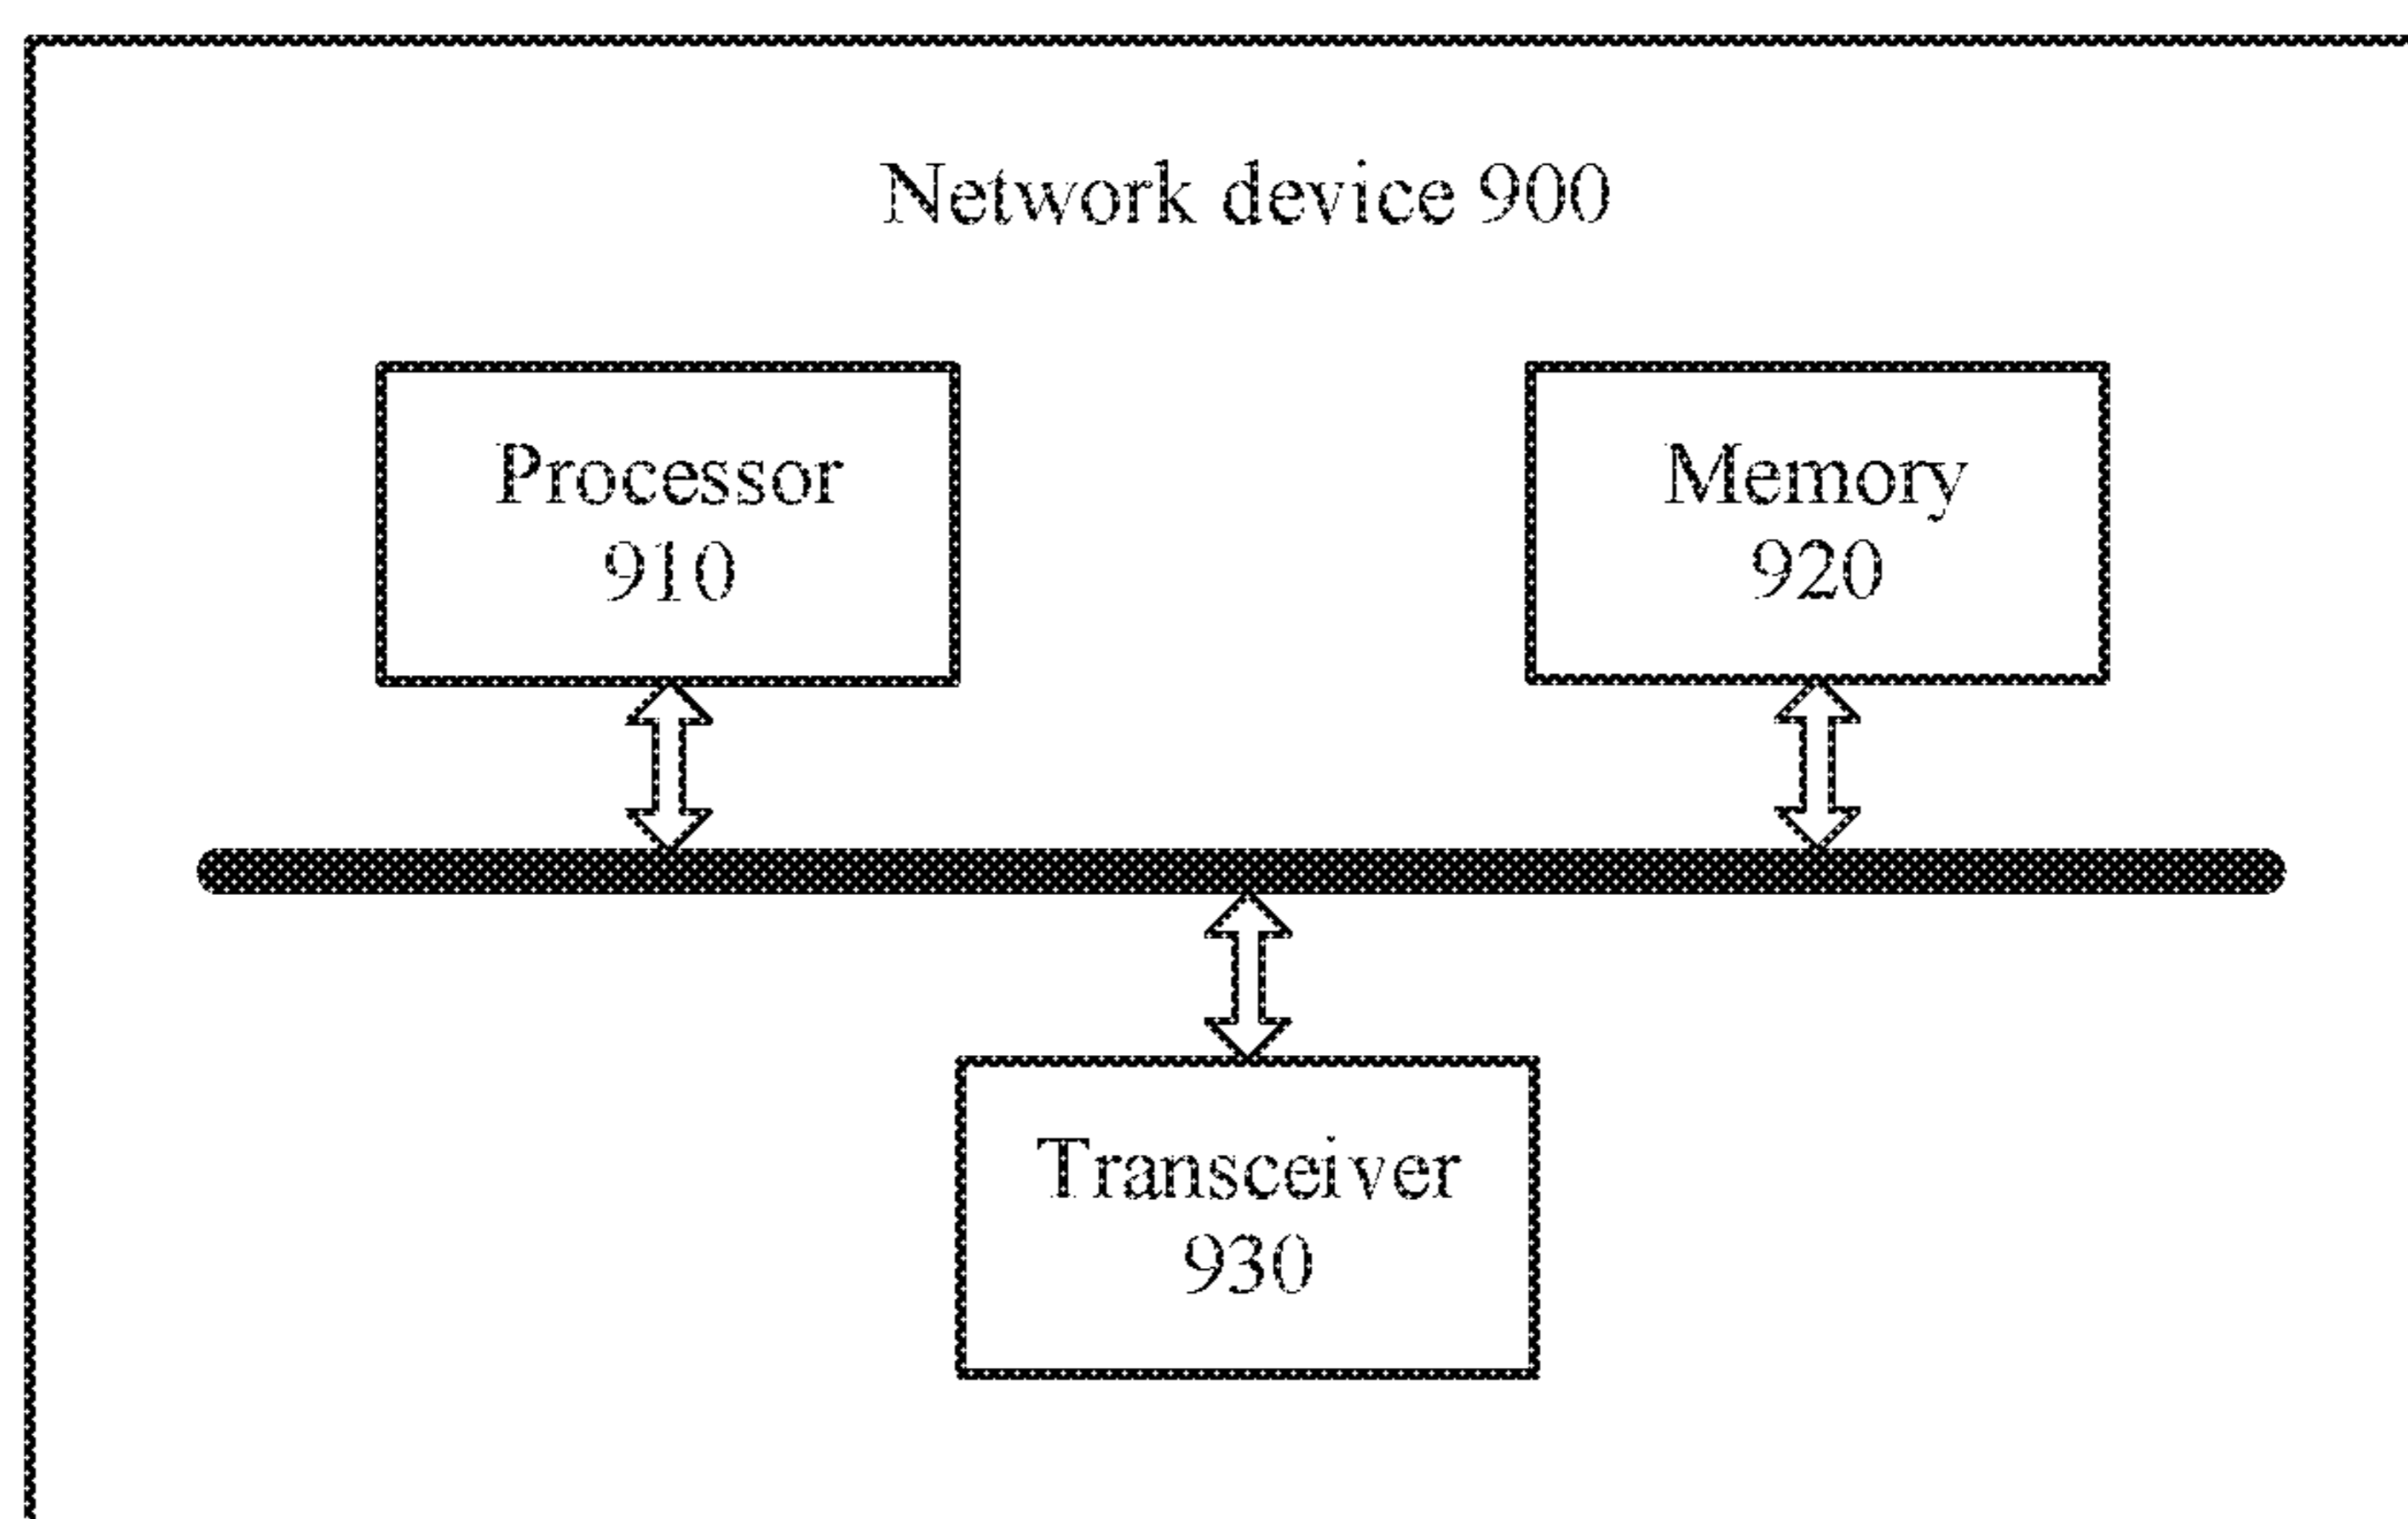 Network device 900
Processor
910
Memory
920
Transceiver
930